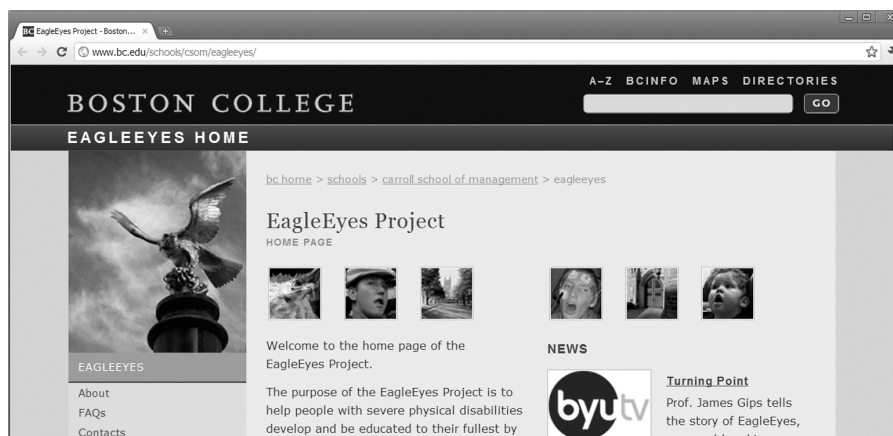 BC EagleEyes Project - Boston...
www.bc.edu/schools/csom/eagleeyes/
A–Z BCINFO MAPS DIRECTORIES
BOSTON COLLEGE
GO
EAGLEEYES HOME
bc home > schools > carroll school of management > eagleeyes
EagleEyes Project
HOME PAGE
Welcome to the home page of the
EagleEyes Project.
The purpose of the EagleEyes Project is to
help people with severe physical disabilities
develop and be educated to their fullest by
NEWS
byutv
Turning Point
Prof. James Gips tells
the story of EagleEyes,
EAGLEEYES
About
FAQs
Contacts